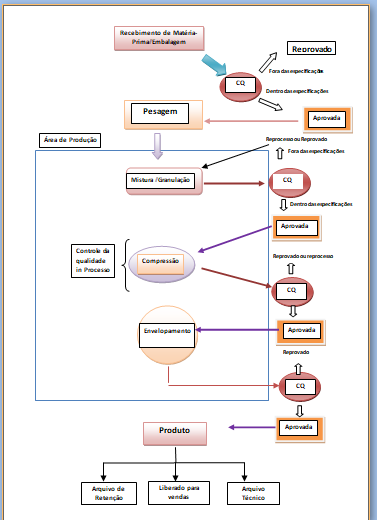 Recebimento de Matéria-
Prima/Embalagem
Reprovado
Fora das especificações
CQ
Dentro das especificações
Pesagem
Aprovada
Área de Produção
Reprocesso ou Reprovado
Fora das especificações
Mistura /Granulação
CQ
Dentro das especificações
Aprovada
Controle da
qualidade
in Processo
Compressão
Reprovado ou reprocesso
CQ
Envelopamento
Aprovada
Reprovado
CQ
Produto
Aprovada
Arquivo de
Retenção
Liberado para
vendas
Arquivo
Técnico